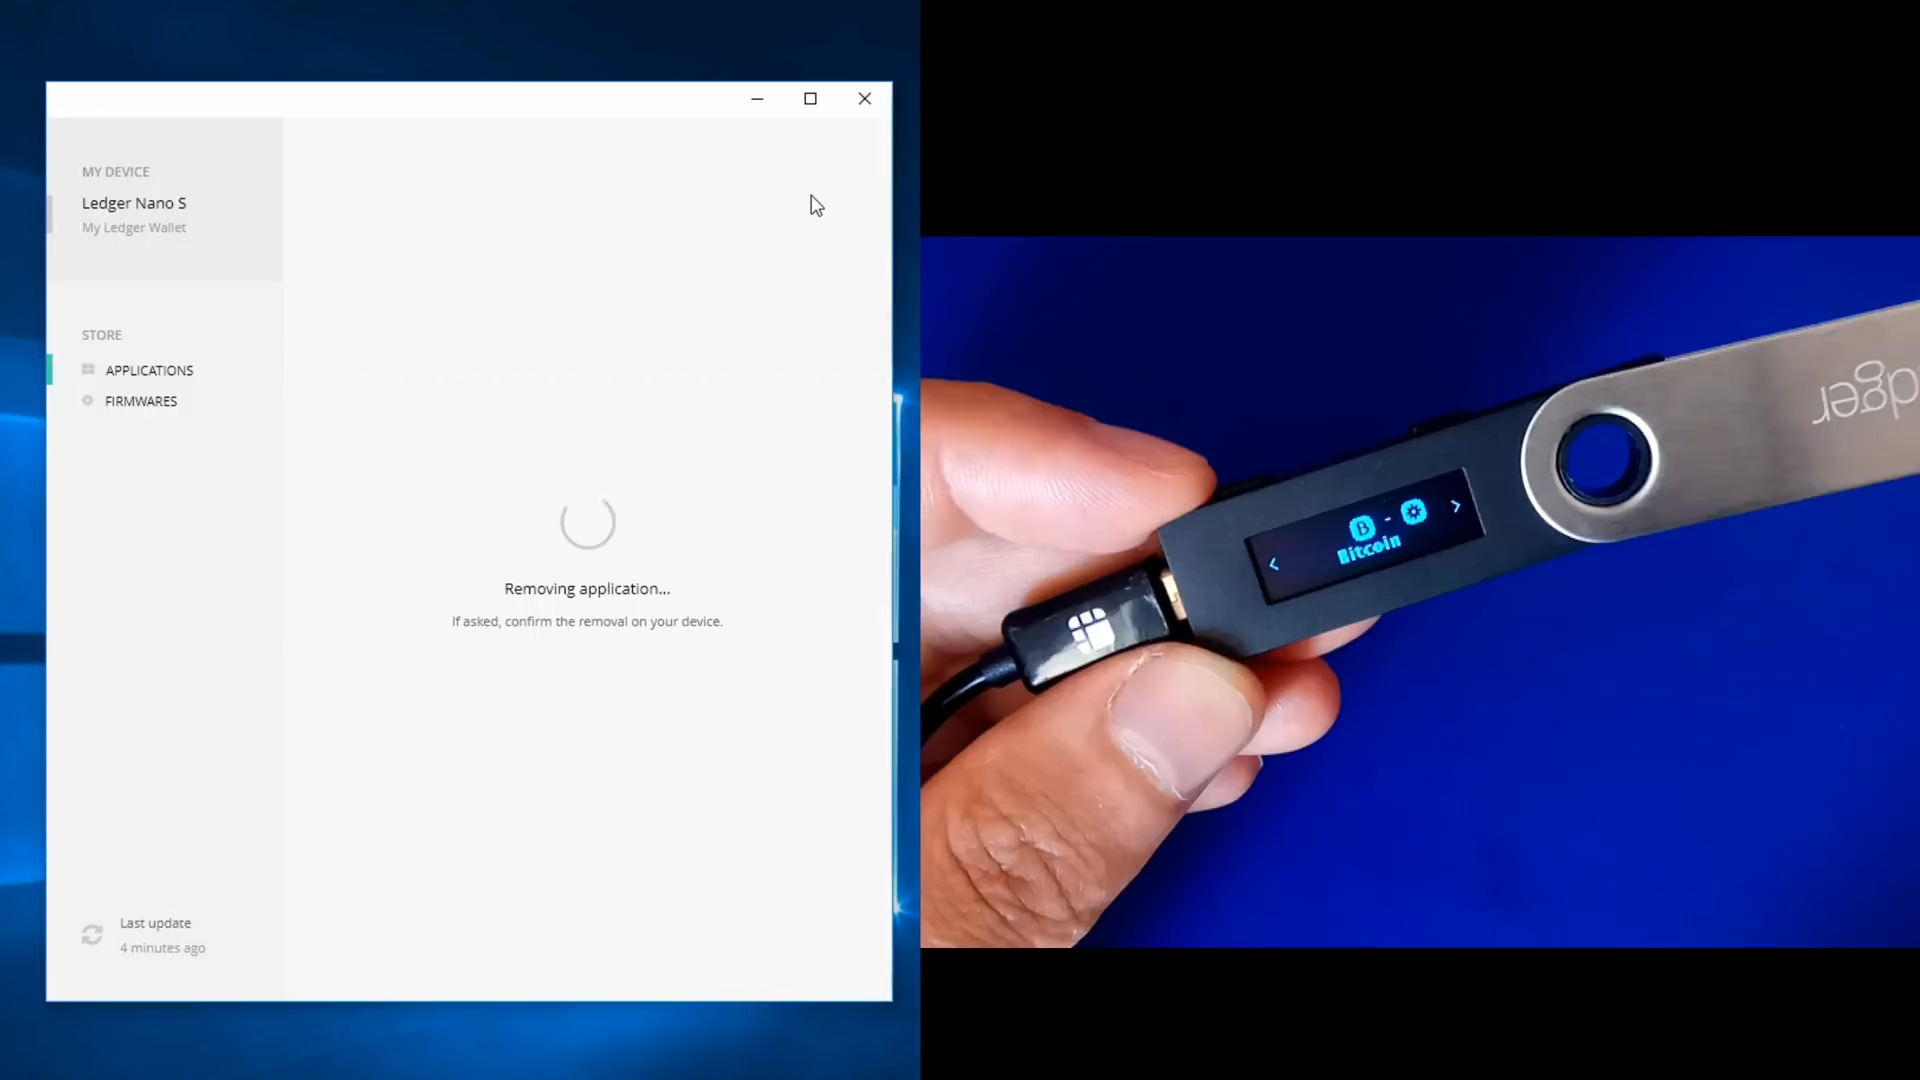 MY DEVICE
Ledger Nano S
My Ledger Wallet
STORE
APPLICATIONS
FIRMWARES
Removing application...
If asked, confirm the removal on your device.
Last update
4 minutes ago
B -
Bitcoin
dger